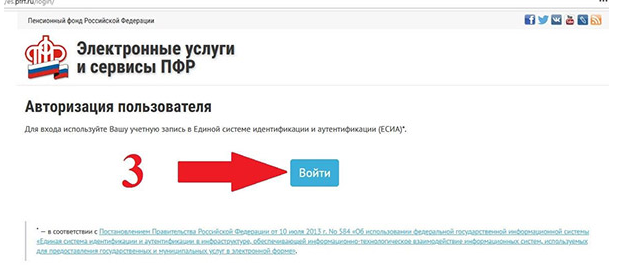 /es.pfrf.ru/login/
Пенсионный фонд Российской Федерации
Электронные услуги
и сервисы ПФР
Авторизация пользователя
Для входа используйте Вашу учетную запись в Единой системе идентификации и аутентификации (ЕСИА)*.
3
Войти
* — в соответствии с Постановлением Правительства Российской Федерации от 10 июля 2013 г. No 584 «Об использовании федеральной государственной информационной системы
«Единая система идентификации и аутентификации в инфраструктуре, обеспечивающей информационно-технологическое взаимодействие информационных систем, используемых
для предоставления государственных и муниципальных услуг в электронной форме».